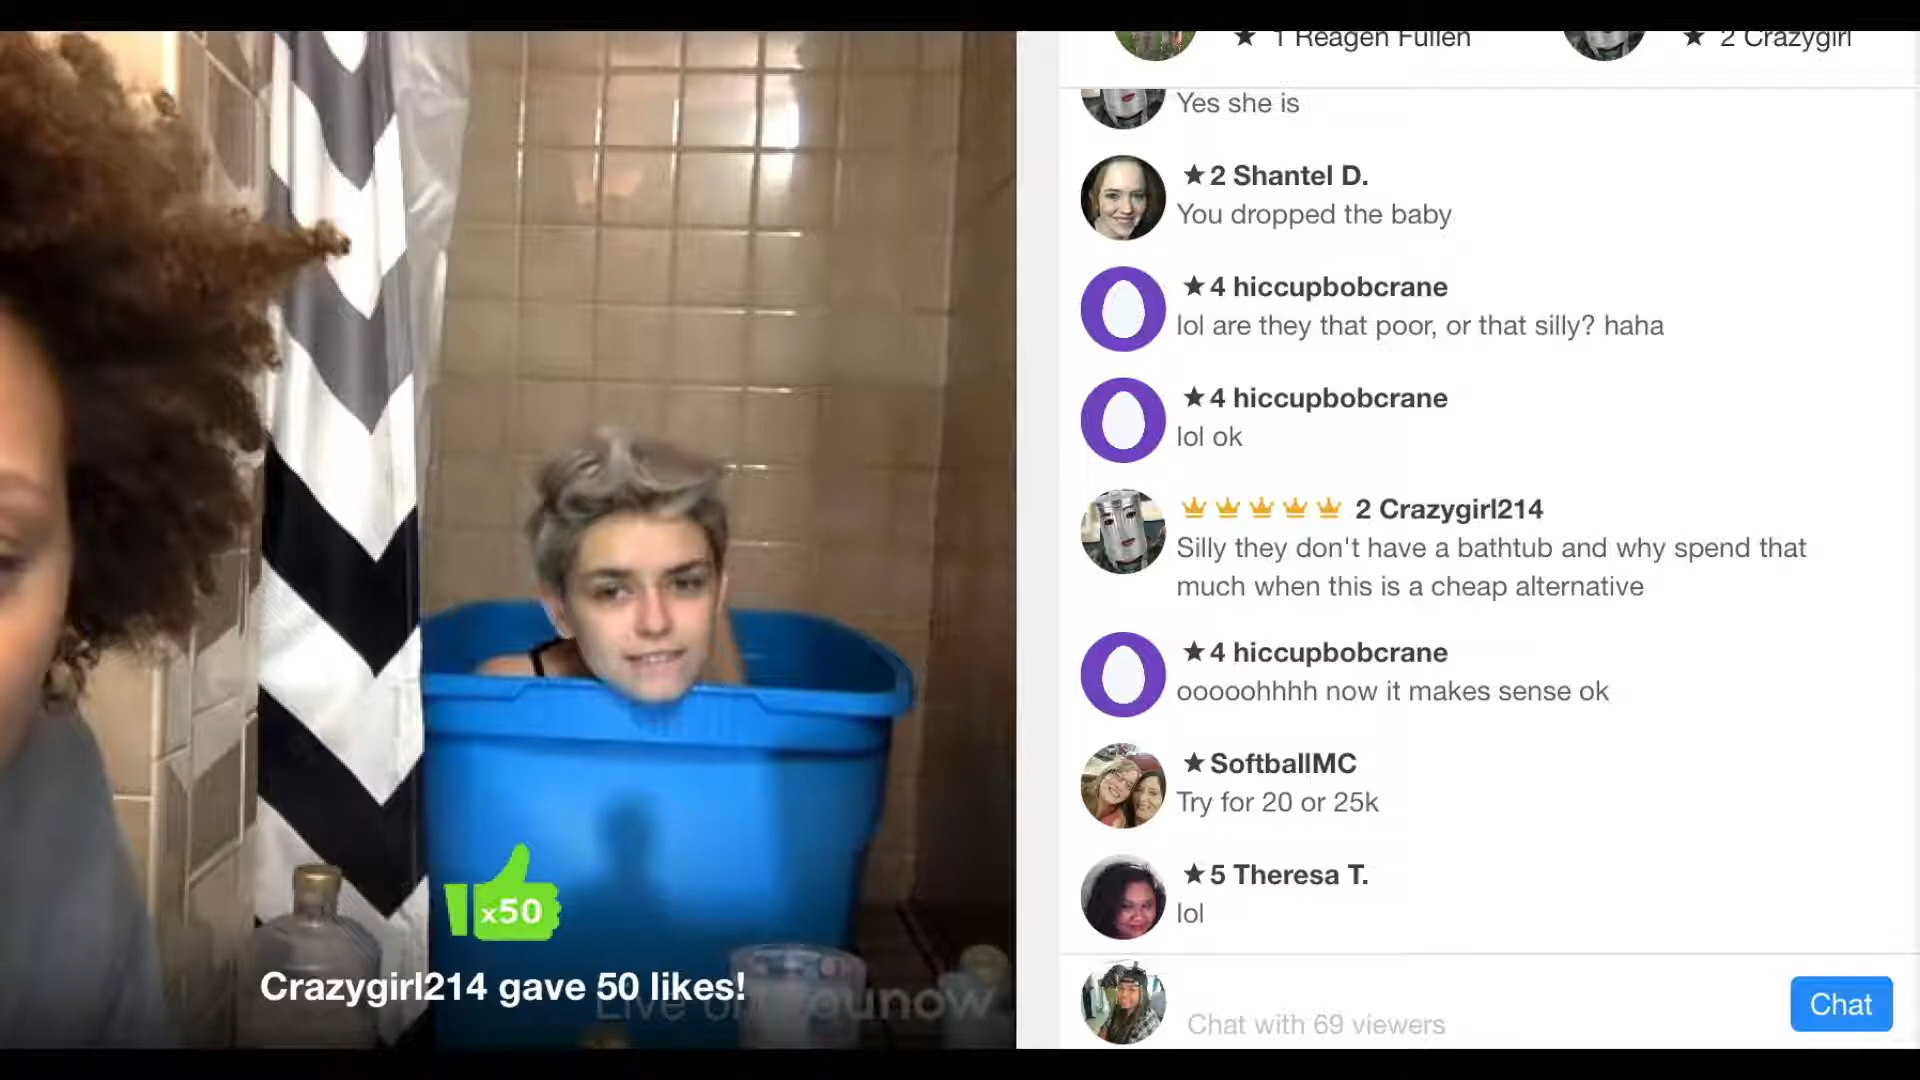 ★ 1 Reagen Fullen
★ 2 Crazygirl
Yes she is
★2 Shantel D.
You dropped the baby
★4 hiccupbobcrane
lol are they that poor, or that silly? haha
★4 hiccupbobcrane
lol ok
2 Crazygirl214
Silly they don't have a bathtub and why spend that
much when this is a cheap alternative
★4 hiccupbobcrane
ooooohhhh now it makes sense ok
★SoftballMC
Try for 20 or 25k
★5 Theresa T.
lol
Chat with 69 viewers
Chat
x50
Crazygirl214 gave 50 likes!
Live on younow